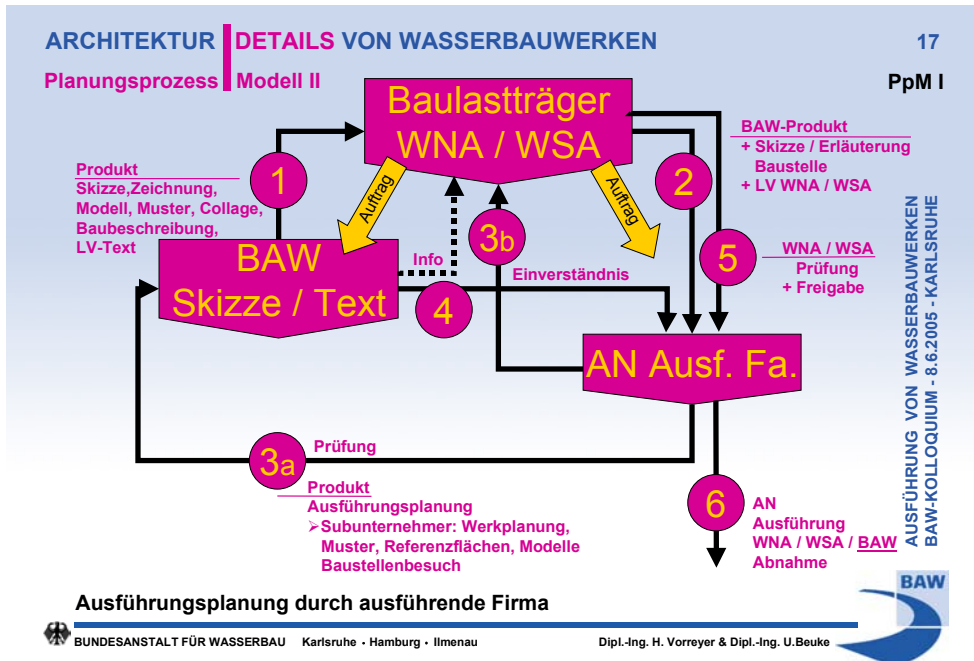 ARCHITEKTUR DETAILS VON WASSERBAUWERKEN
17
Planungsprozess Modell II
PpM I
Baulastträger
WNA / WSA
BAW-Produkt
+ Skizze / Erläuterung
Baustelle
+ LV WNA / WSA
Produkt
Skizze,Zeichnung,
Modell, Muster, Collage,
Baubeschreibung,
LV-Text
1
Auftrag
Auftrag
2
3b
5
WNA / WSA
Prüfung
+ Freigabe
BAW
Skizze / Text
Info
4
Einverständnis
AN Ausf. Fa.
3a
Prüfung
Produkt
Ausführungsplanung
➢Subunternehmer: Werkplanung,
Muster, Referenzflächen, Modelle
Baustellenbesuch
6
AN
Ausführung
WNA / WSA / BAW
Abnahme
AUSFÜHRUNG VON WASSERBAUWERKEN
BAW-KOLLOQUIUM - 8.6.2005 - KARLSRUHE
BAW
Ausführungsplanung durch ausführende Firma
BUNDESANSTALT FÜR WASSERBAU Karlsruhe • Hamburg • Ilmenau
Dipl.-Ing. H. Vorreyer & Dipl.-Ing. U.Beuke